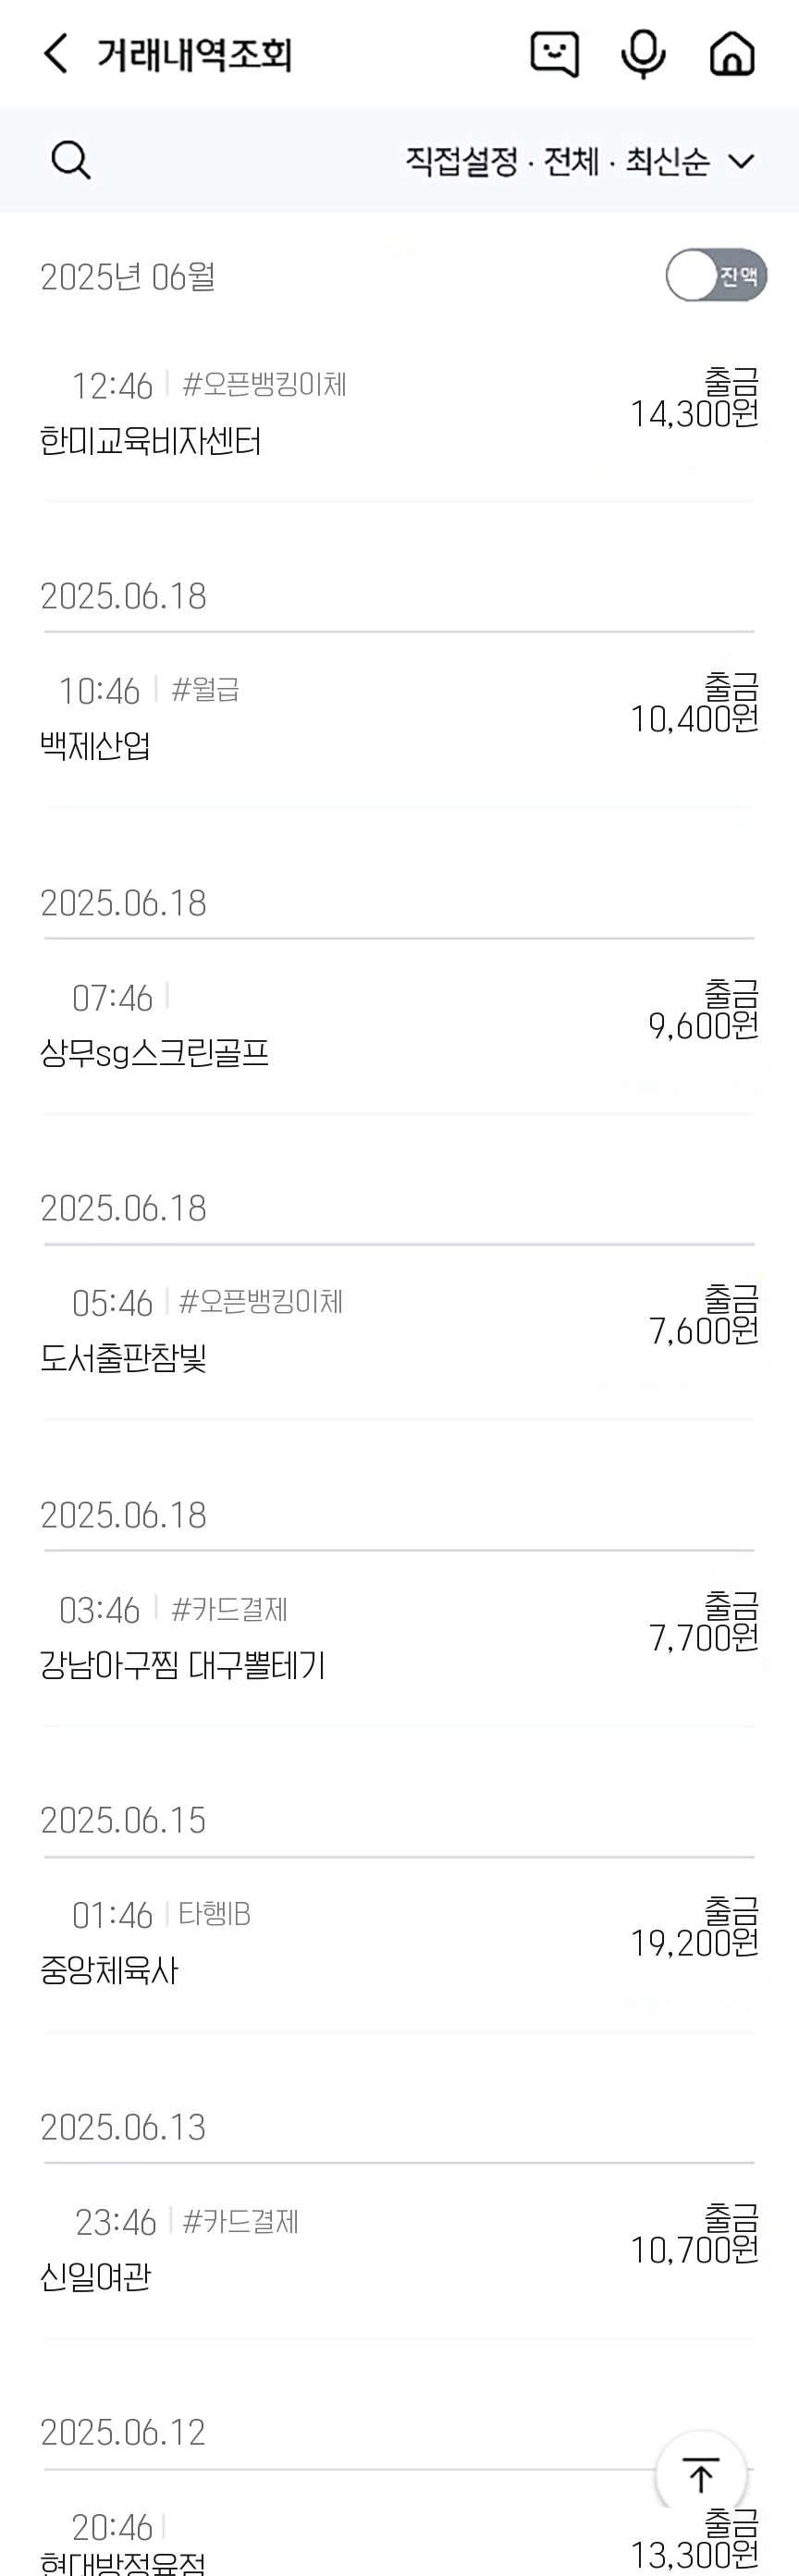 거래내역조회
직접설정 · 전체 · 최신순
2025년 06월 잔액
12:46 #오픈뱅킹이체 출금
14,300원
한미교육비자센터
2025.06.18
10:46 #월급 출금
10,400원
백제산업
2025.06.18
07:46 출금
9,600원
상무sg스크린골프
2025.06.18
05:46 #오픈뱅킹이체 출금
7,600원
도서출판참빛
2025.06.18
03:46 #카드결제 출금
7,700원
강남아구찜 대구뽈테기
2025.06.15
01:46 타행IB 출금
19,200원
중앙체육사
2025.06.13
23:46 #카드결제 출금
10,700원
신일여관
2025.06.12
20:46 출금
13,300원
현대방정육점